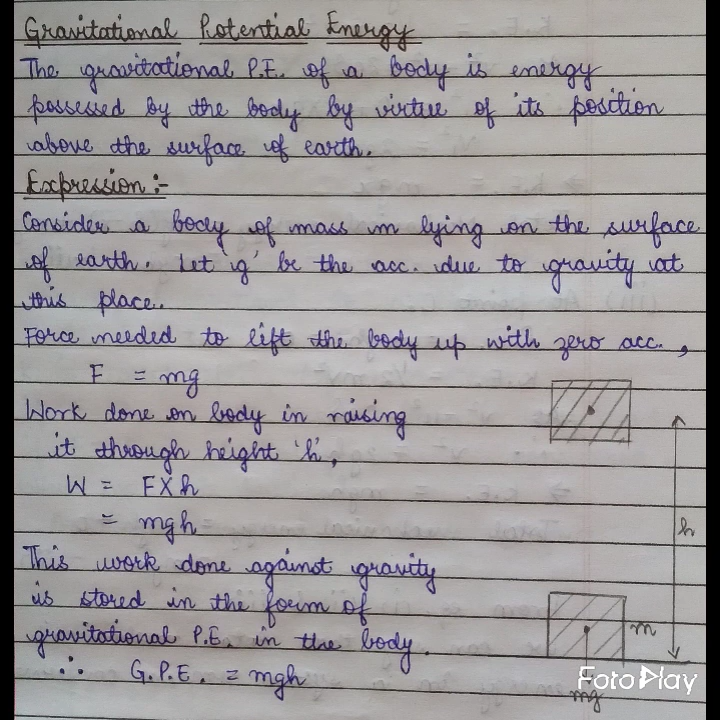 Gravitational Potential Energy
The gravitational P.E. of a body is energy
possessed by the body by virtue of its position
above the surface of earth.
Expression :-
Consider a body of mass m lying on the surface
of earth. Let 'g' be the acc. due to gravity at
this place.
Force needed to lift the body up with zero acc.,
F = mg
Work done on body in raising
it through height 'h',
W = FXh
= mgh
h
This work done against gravity
is stored in the form of
gravitational P.E. in the body.
m
∴ G.P.E. = mgh
mg
FotoPlay